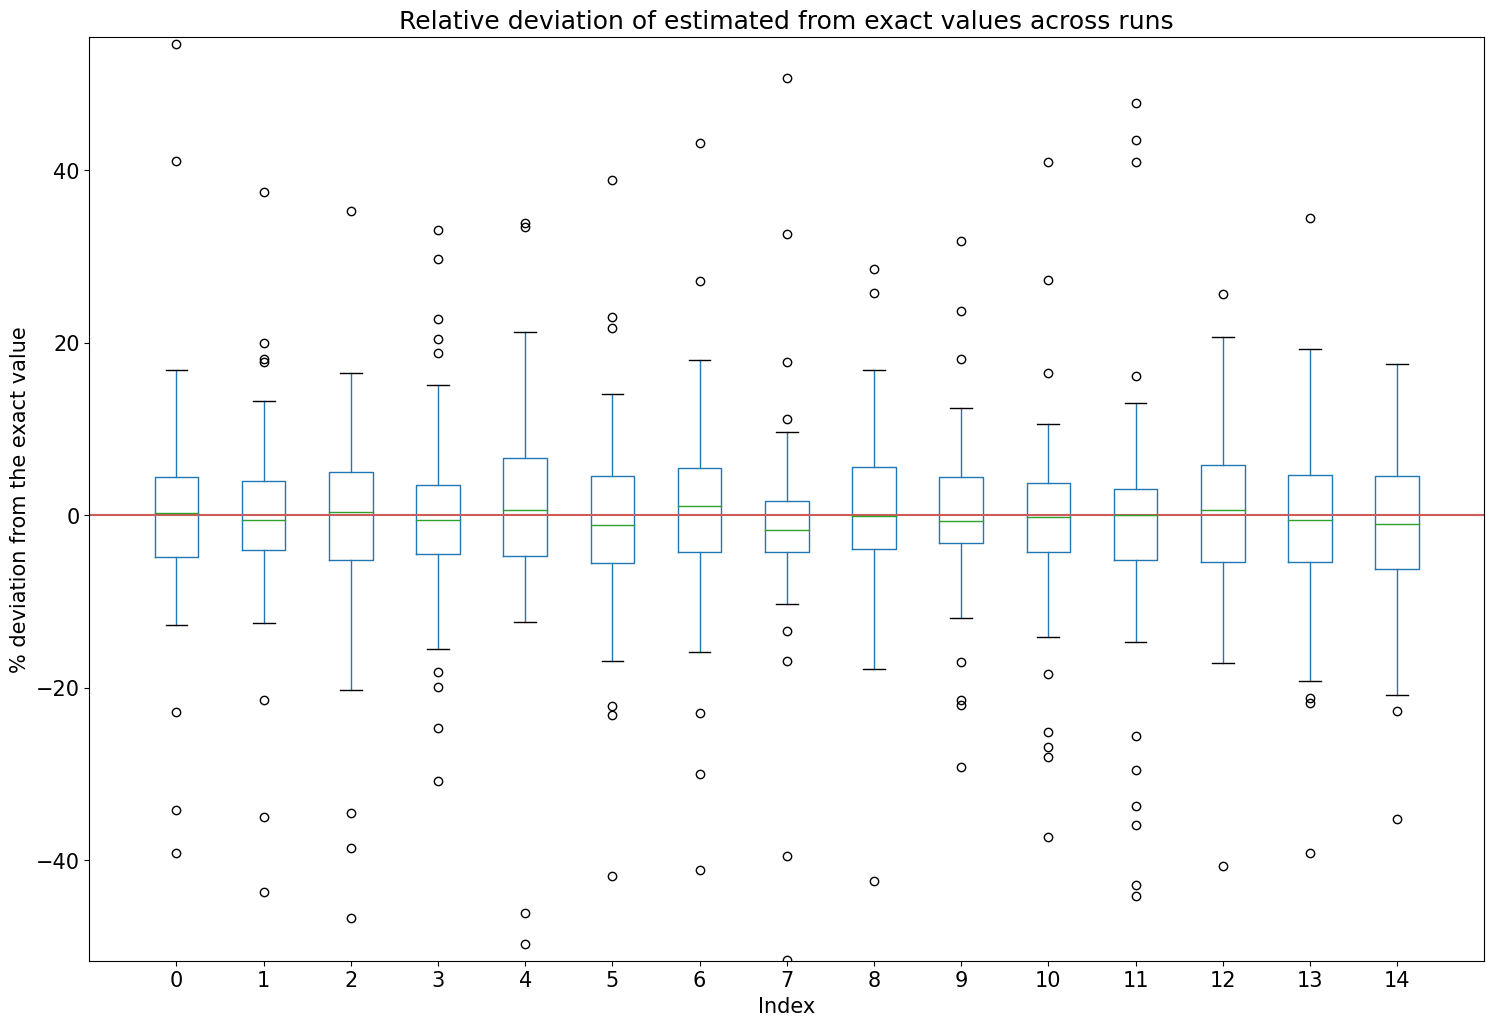 Relative deviation of estimated from exact values across runs
% deviation from the exact value
40
20
0
−20
−40
0 1 2 3 4 5 6 7 8 9 10 11 12 13 14
Index